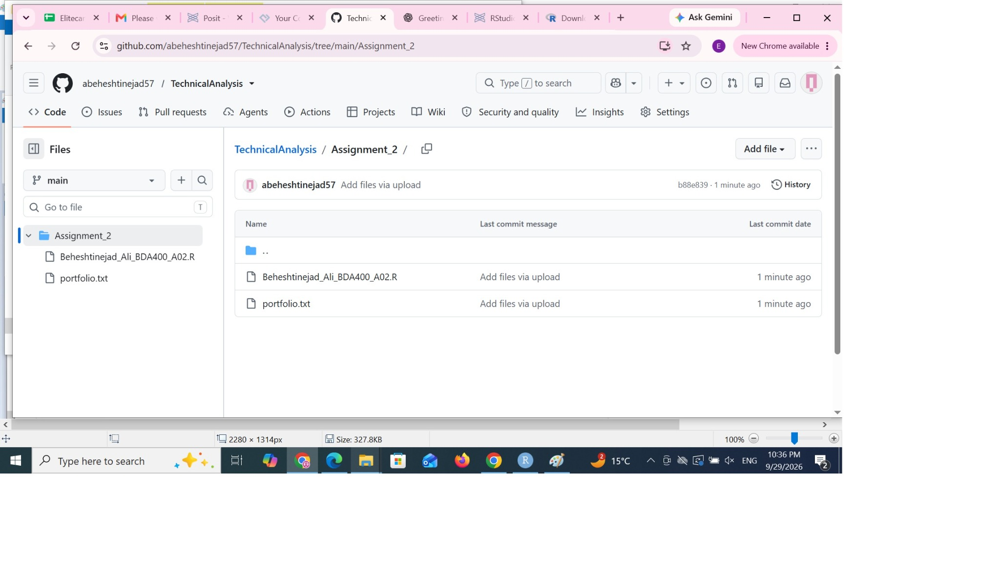 Elitecar
Please
Posit -
Your Co
Technic
Greetin
RStudi
Downl
Ask Gemini
github.com/abeheshtinejad57/TechnicalAnalysis/tree/main/Assignment_2
E
New Chrome available
abeheshtinejad57 / TechnicalAnalysis
Type / to search
Code
Issues
Pull requests
Agents
Actions
Projects
Wiki
Security and quality
Insights
Settings
Files
main
Go to file
T
Assignment_2
Beheshtinejad_Ali_BDA400_A02.R
portfolio.txt
TechnicalAnalysis / Assignment_2 /
Add file
abeheshtinejad57 Add files via upload
b88e839 · 1 minute ago
History
Name Last commit message Last commit date
..
Beheshtinejad_Ali_BDA400_A02.R Add files via upload 1 minute ago
portfolio.txt Add files via upload 1 minute ago
2280 × 1314px
Size: 327.8KB
100%
Type here to search
R
2
15°C
ENG
10:36 PM
9/29/2026
2